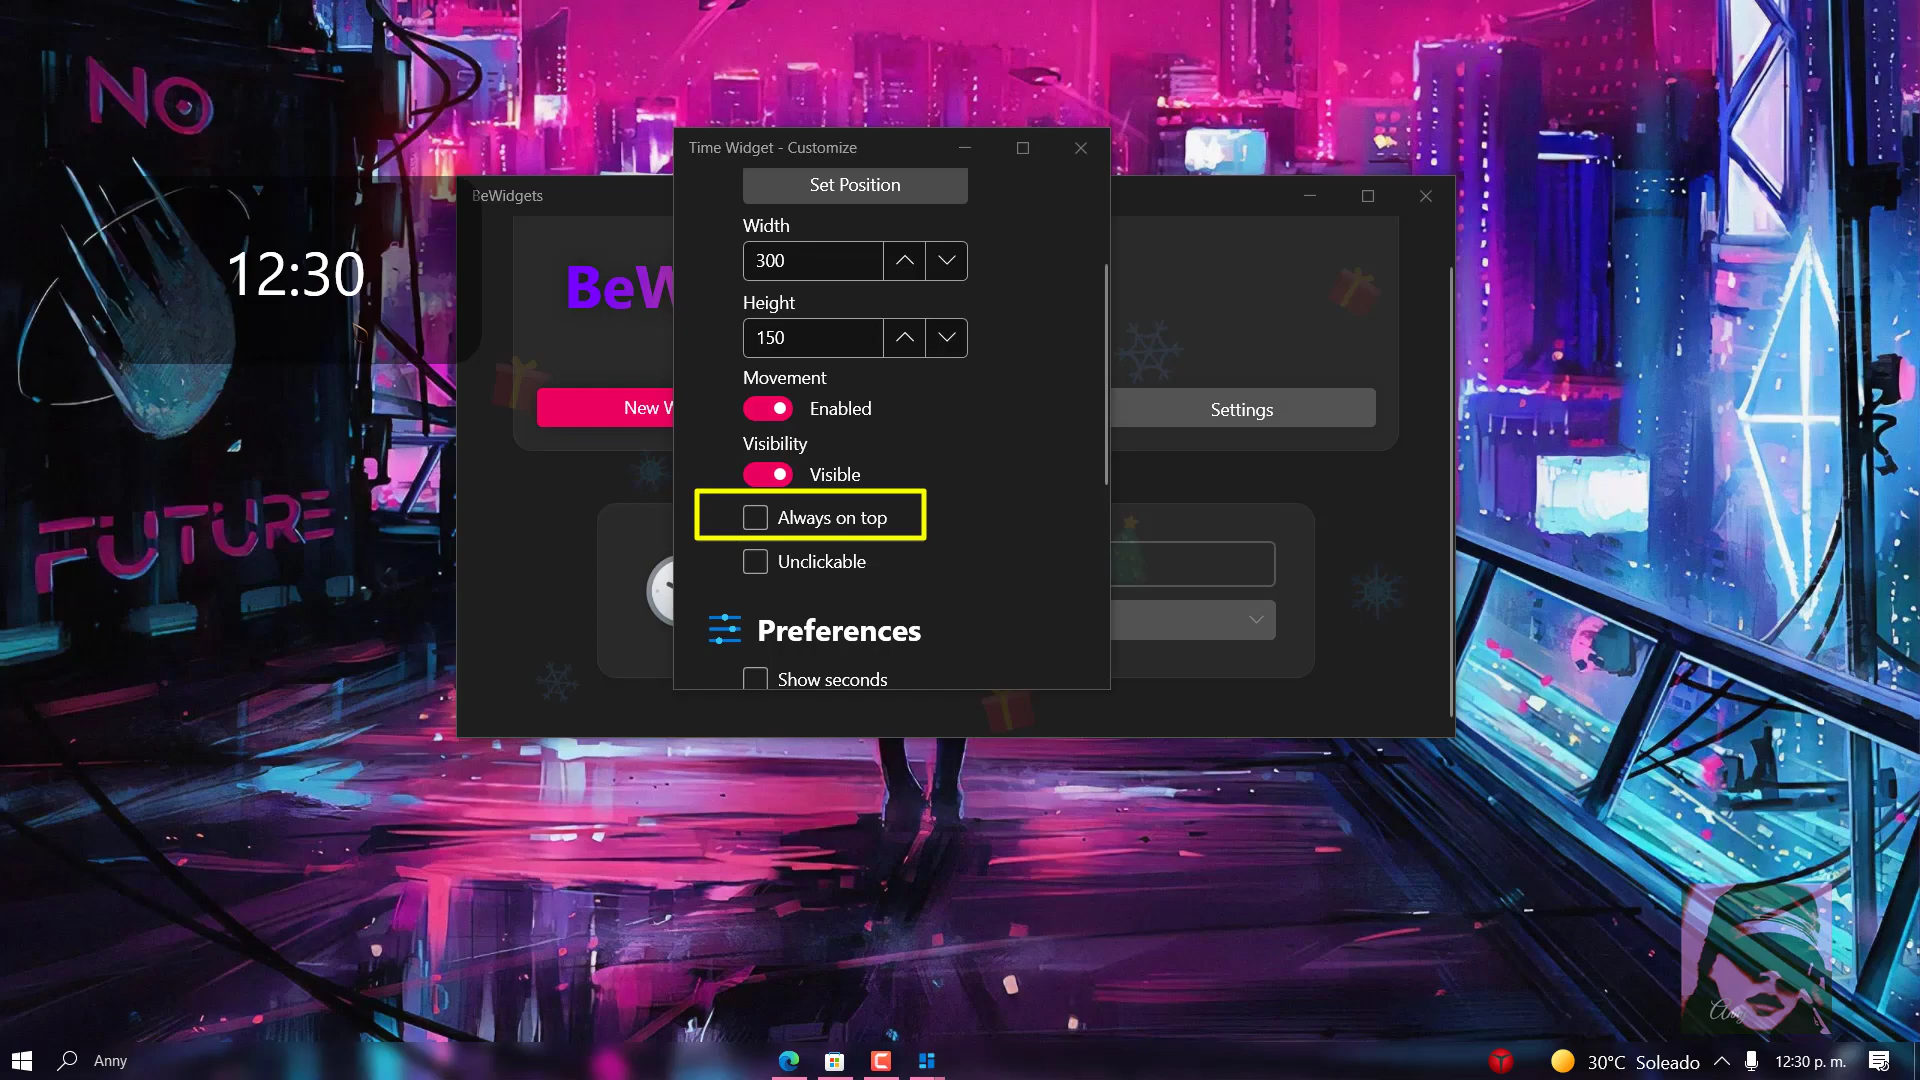 NO
FUTURE
12:30
BeWidgets
BeW
New W
Settings
Time Widget - Customize
Set Position
Width
300
Height
150
Movement
Enabled
Visibility
Visible
Always on top
Unclickable
Preferences
Show seconds
Anny
30°C Soleado
12:30 p. m.